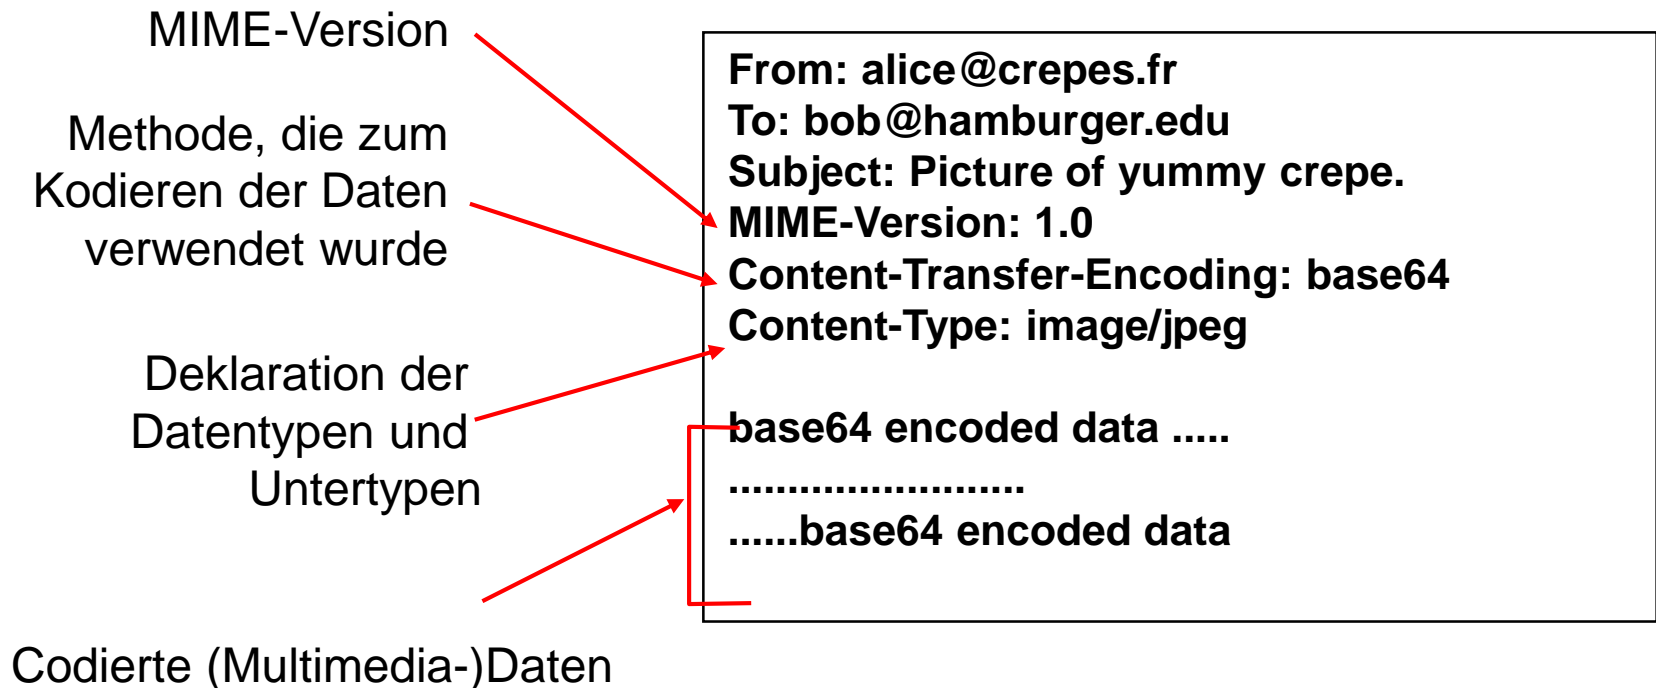 MIME-Version
Methode, die zum
Kodieren der Daten
verwendet wurde
Deklaration der
Datentypen und
Untertypen
Codierte (Multimedia-)Daten
From: alice@crepes.fr
To: bob@hamburger.edu
Subject: Picture of yummy crepe.
MIME-Version: 1.0
Content-Transfer-Encoding: base64
Content-Type: image/jpeg
base64 encoded data .....
.........................
......base64 encoded data